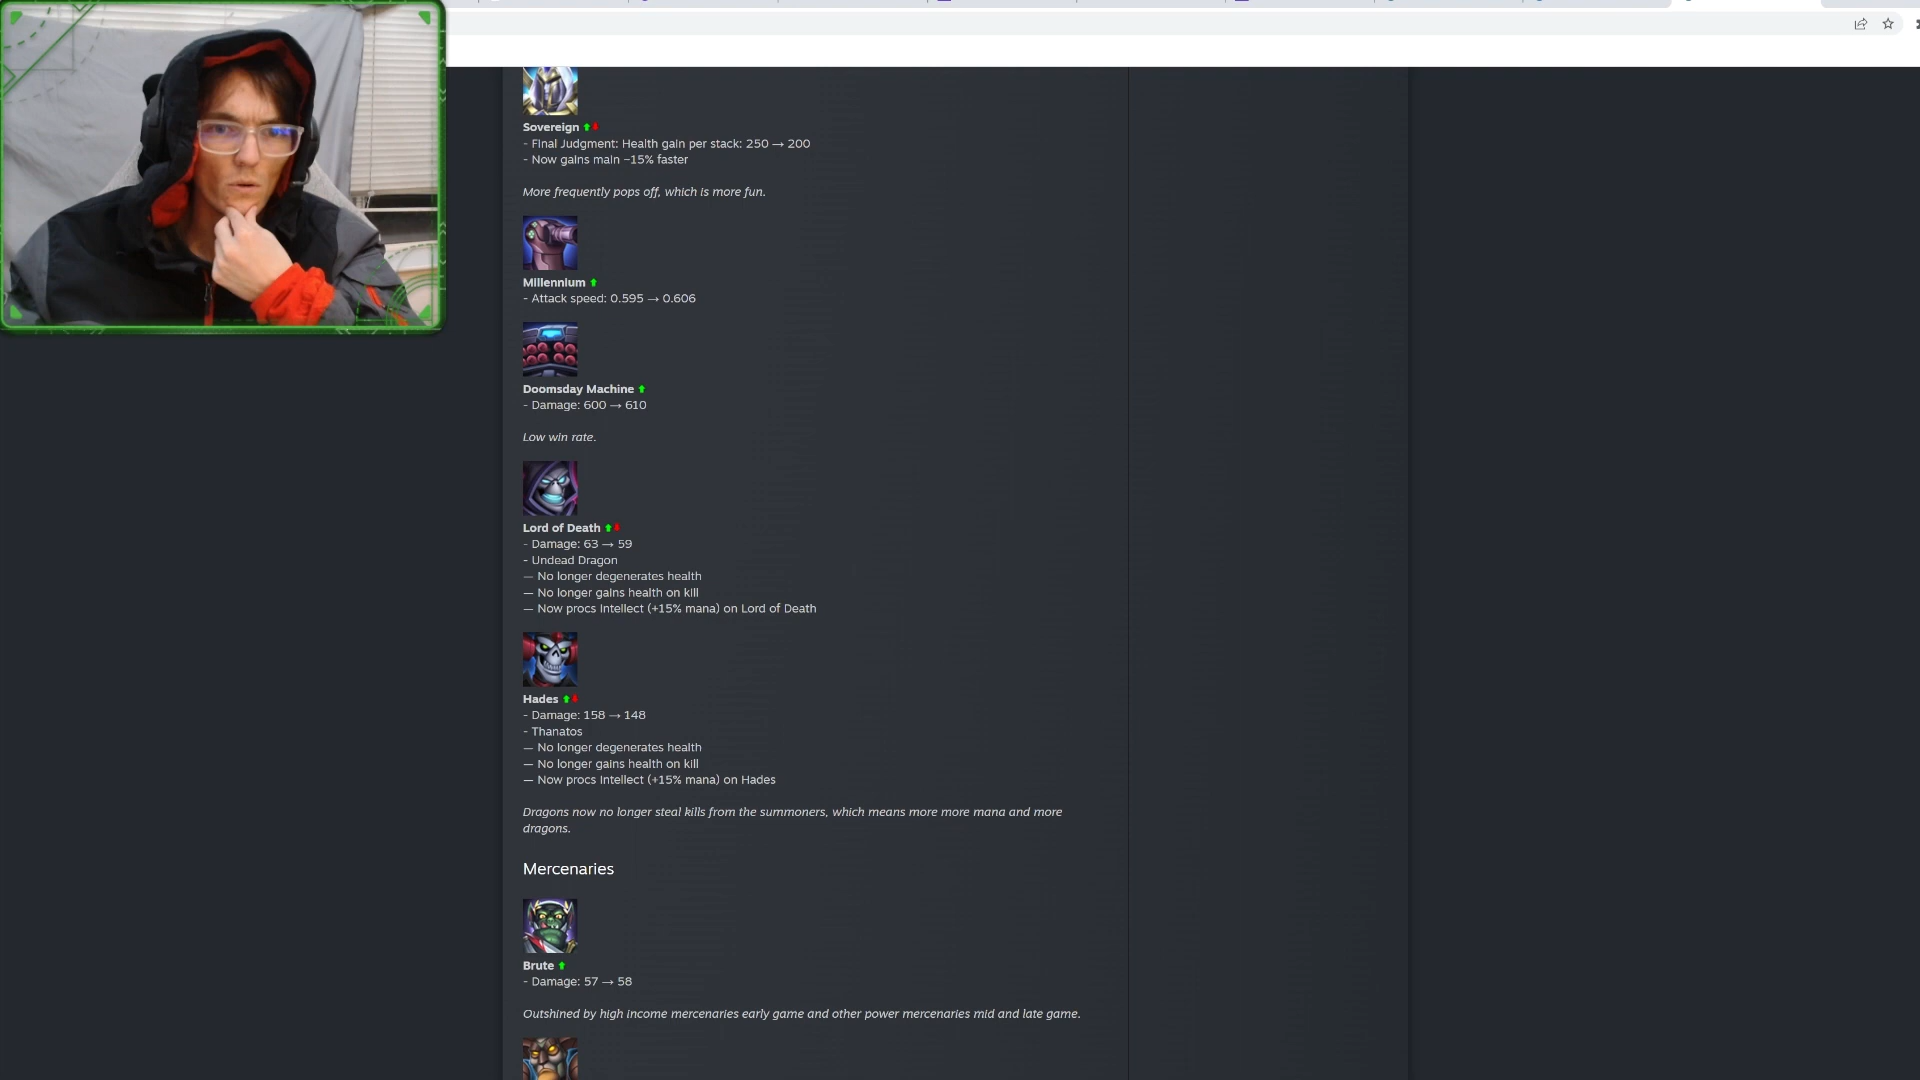 Sovereign
- Final Judgment: Health gain per stack: 250 → 200
- Now gains main ~15% faster
More frequently pops off, which is more fun.
Millennium
- Attack speed: 0.595 → 0.606
Doomsday Machine
- Damage: 600 → 610
Low win rate.
Lord of Death
- Damage: 63 → 59
- Undead Dragon
— No longer degenerates health
— No longer gains health on kill
— Now procs Intellect (+15% mana) on Lord of Death
Hades
- Damage: 158 → 148
- Thanatos
— No longer degenerates health
— No longer gains health on kill
— Now procs Intellect (+15% mana) on Hades
Dragons now no longer steal kills from the summoners, which means more more mana and more
dragons.
Mercenaries
Brute
- Damage: 57 → 58
Outshined by high income mercenaries early game and other power mercenaries mid and late game.